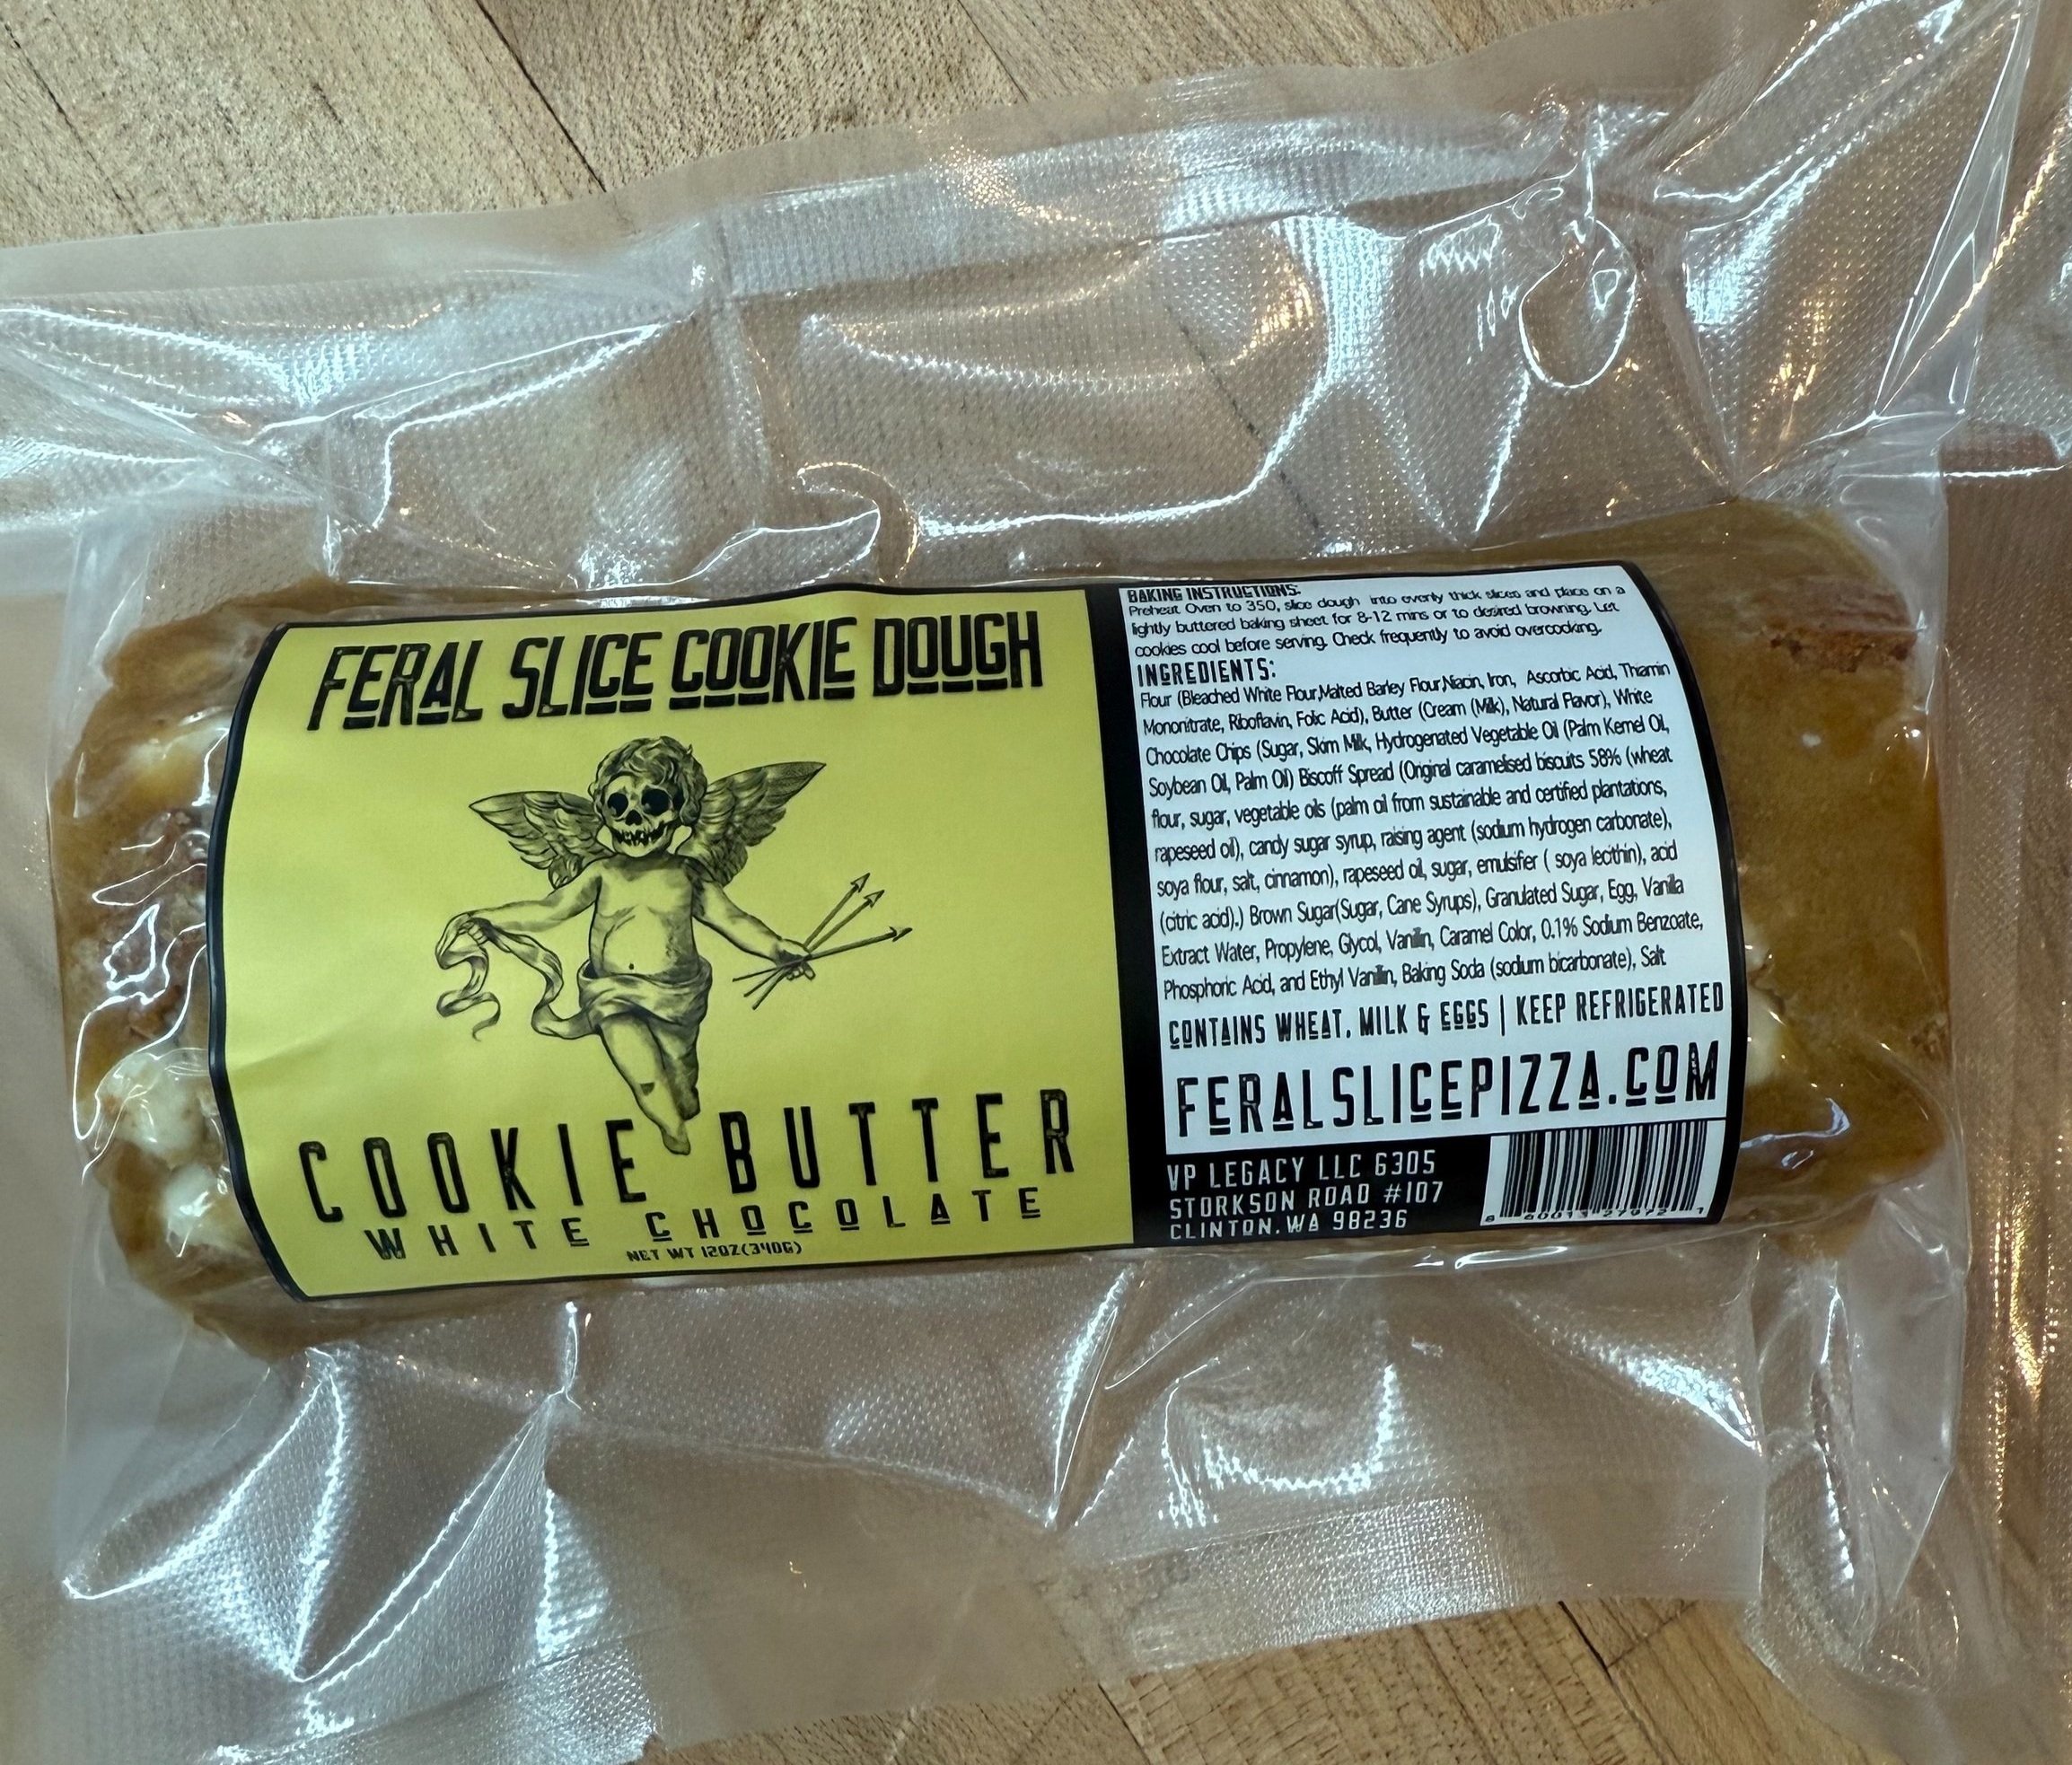 FERAL SLICE COOKIE DOUGH
COOKIE BUTTER
WHITE CHOCOLATE
NET WT 12OZ(340G)
BAKING INSTRUCTIONS:
Preheat Oven to 350, slice dough into evenly thick slices and place on a
lightly buttered baking sheet for 8-12 mins or to desired browning. Let
cookies cool before serving. Check frequently to avoid overcooking.
INGREDIENTS:
Flour (Bleached White Flour,Malted Barley Flour,Niacin, Iron, Ascorbic Acid, Thiamin
Mononitrate, Riboflavin, Folic Acid), Butter (Cream (Milk), Natural Flavor), White
Chocolate Chips (Sugar, Skim Milk, Hydrogenated Vegetable Oil (Palm Kernel Oil,
Soybean Oil, Palm Oil) Biscoff Spread (Original caramelised biscuits 58% (wheat
flour, sugar, vegetable oils (palm oil from sustainable and certified plantations,
rapeseed oil), candy sugar syrup, raising agent (sodium hydrogen carbonate),
soya flour, salt, cinnamon), rapeseed oil, sugar, emulsifier ( soya lecithin), acid
(citric acid).) Brown Sugar(Sugar, Cane Syrups), Granulated Sugar, Egg, Vanilla
Extract Water, Propylene, Glycol, Vanillin, Caramel Color, 0.1% Sodium Benzoate,
Phosphoric Acid, and Ethyl Vanillin, Baking Soda (sodium bicarbonate), Salt
CONTAINS WHEAT, MILK & EGGS | KEEP REFRIGERATED
FERALSLICEPIZZA.COM
VP LEGACY LLC 6305
STORKSON ROAD #107
CLINTON, WA 98236